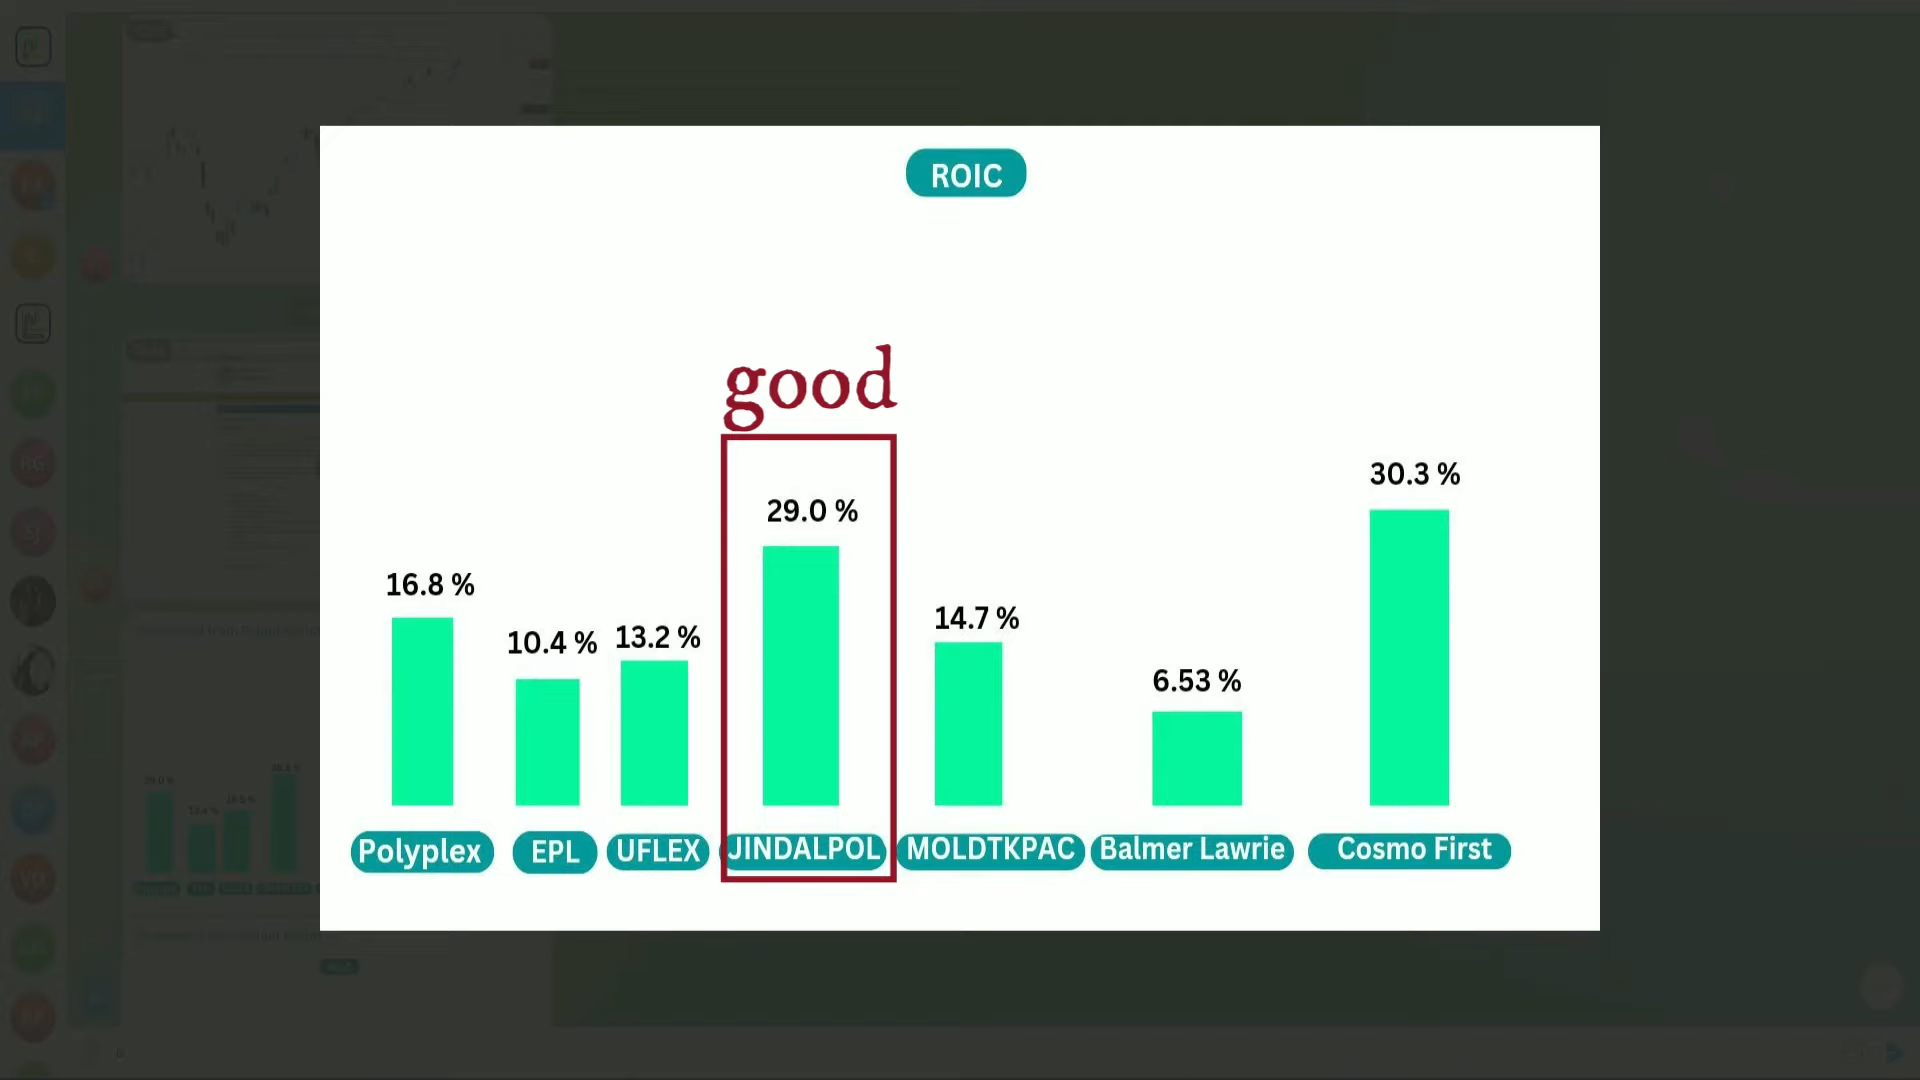 ROIC
good
30.3 %
29.0 %
16.8 %
14.7 %
10.4 %
13.2 %
6.53 %
Polyplex
EPL
UFLEX
JINDALPOL
MOLDTKPAC
Balmer Lawrie
Cosmo First
RG